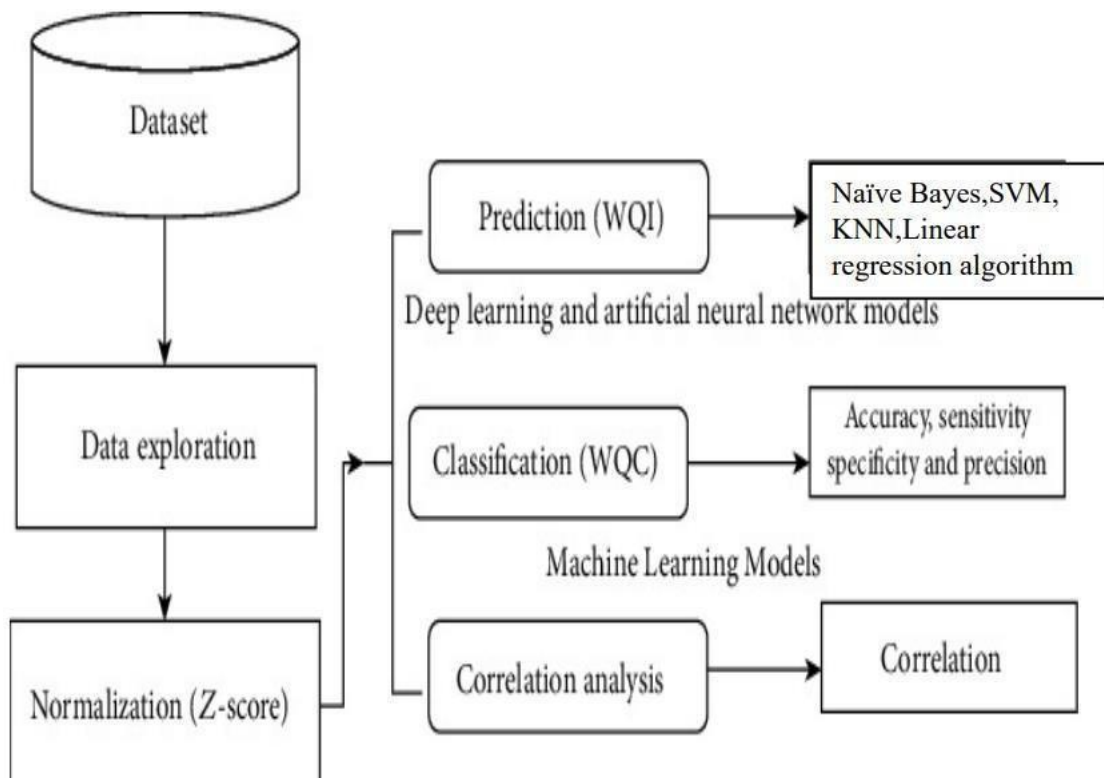 Dataset
Data exploration
Normalization (Z-score)
Prediction (WQI)
Naïve Bayes,SVM,
KNN,Linear
regression algorithm
Deep learning and artificial neural network models
Classification (WQC)
Accuracy, sensitivity
specificity and precision
Machine Learning Models
Correlation analysis
Correlation